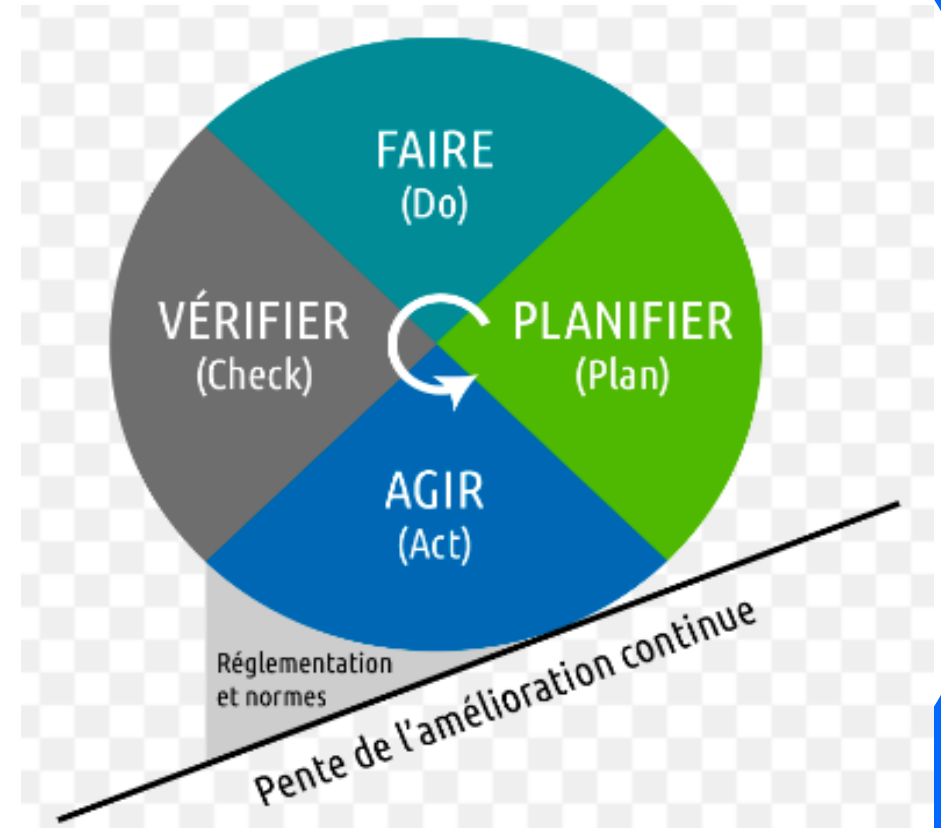 FAIRE
(Do)
VÉRIFIER
(Check)
PLANIFIER
(Plan)
AGIR
(Act)
Réglementation
et normes
Pente de l'amélioration continue